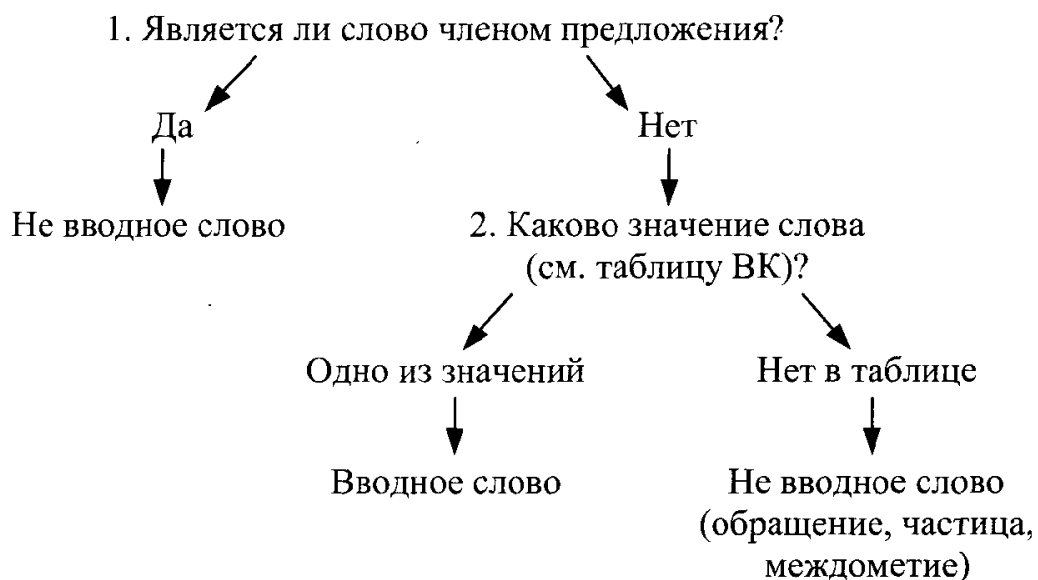 1. Является ли слово членом предложения?
Да
Нет
Не вводное слово
2. Каково значение слова
(см. таблицу ВК)?
Одно из значений
Нет в таблице
Вводное слово
Не вводное слово
(обращение, частица,
междометие)